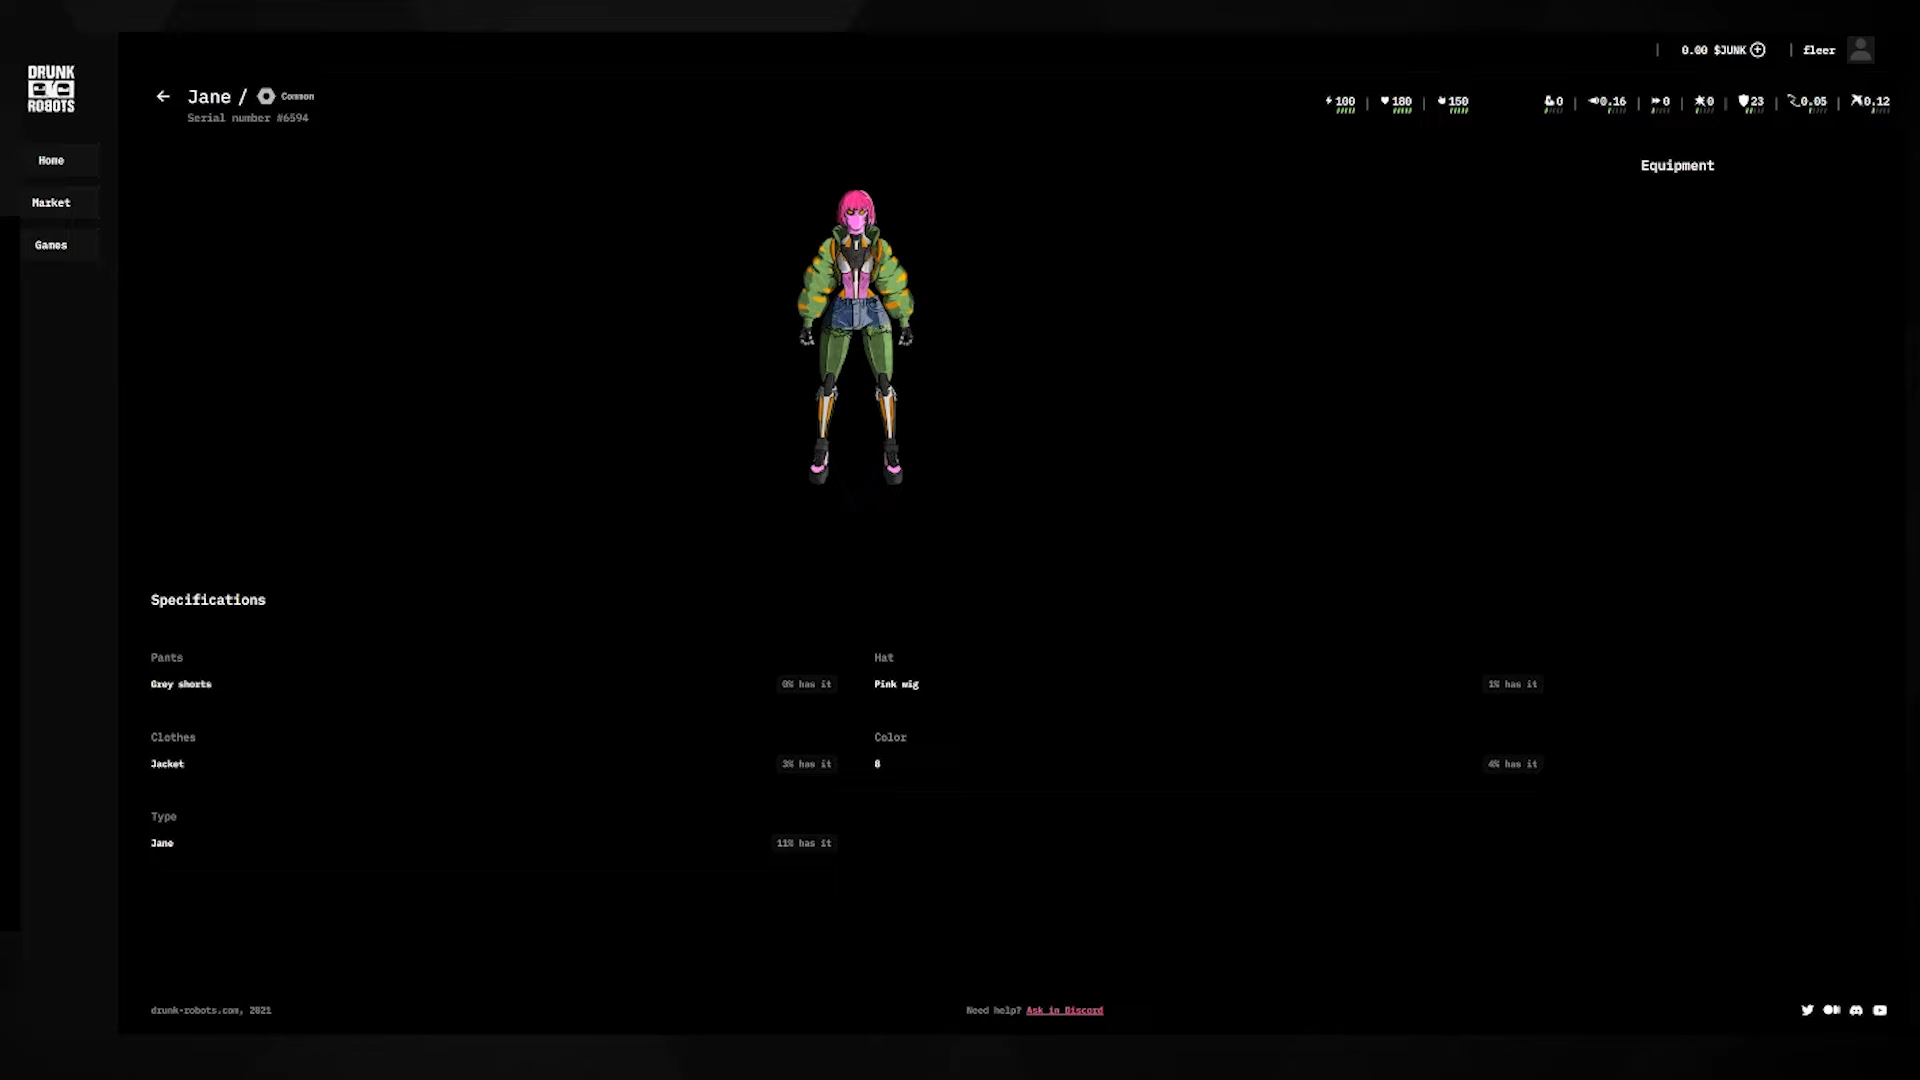 DRUNK
ROBOTS
0.00 $JUNK
fleer
Jane /
Common
Serial number #6594
100 | 180 | 150
0 | 0.16 | 0 | 0 | 23 | 0.05 | 0.12
Home
Market
Games
Equipment
Specifications
Pants
Grey shorts
0% has it
Hat
Pink wig
1% has it
Clothes
Jacket
3% has it
Color
8
4% has it
Type
Jane
11% has it
drunk-robots.com, 2021
Need help? Ask in Discord